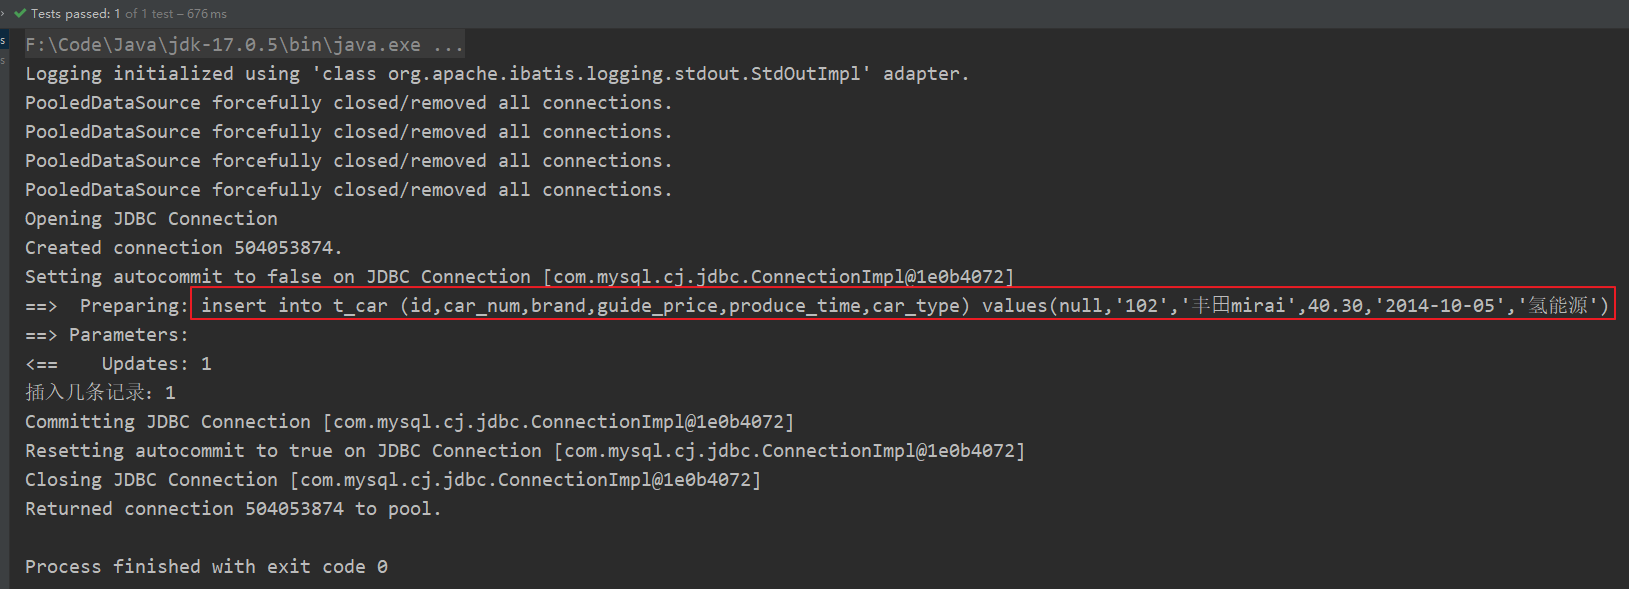 Tests passed: 1 of 1 test – 676 ms
F:\Code\Java\jdk-17.0.5\bin\java.exe ...
Logging initialized using 'class org.apache.ibatis.logging.stdout.StdOutImpl' adapter.
PooledDataSource forcefully closed/removed all connections.
PooledDataSource forcefully closed/removed all connections.
PooledDataSource forcefully closed/removed all connections.
PooledDataSource forcefully closed/removed all connections.
Opening JDBC Connection
Created connection 504053874.
Setting autocommit to false on JDBC Connection [com.mysql.cj.jdbc.ConnectionImpl@1e0b4072]
==>  Preparing: insert into t_car (id,car_num,brand,guide_price,produce_time,car_type) values(null,'102','丰田mirai',40.30,'2014-10-05','氢能源')
==> Parameters:
<==    Updates: 1
插入几条记录：1
Committing JDBC Connection [com.mysql.cj.jdbc.ConnectionImpl@1e0b4072]
Resetting autocommit to true on JDBC Connection [com.mysql.cj.jdbc.ConnectionImpl@1e0b4072]
Closing JDBC Connection [com.mysql.cj.jdbc.ConnectionImpl@1e0b4072]
Returned connection 504053874 to pool.
Process finished with exit code 0